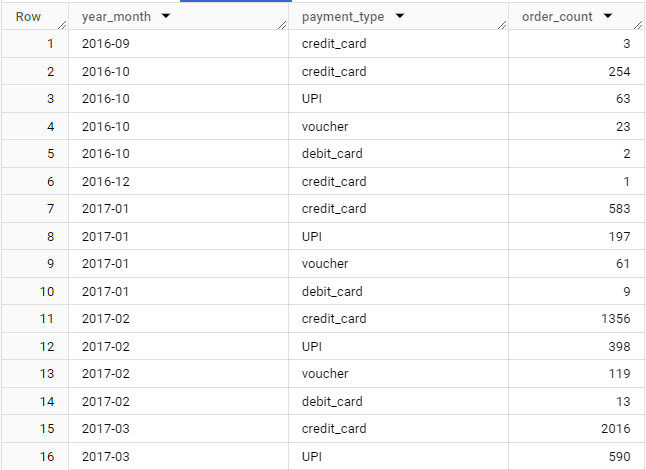 Row year_month payment_type order_count
1 2016-09 credit_card 3
2 2016-10 credit_card 254
3 2016-10 UPI 63
4 2016-10 voucher 23
5 2016-10 debit_card 2
6 2016-12 credit_card 1
7 2017-01 credit_card 583
8 2017-01 UPI 197
9 2017-01 voucher 61
10 2017-01 debit_card 9
11 2017-02 credit_card 1356
12 2017-02 UPI 398
13 2017-02 voucher 119
14 2017-02 debit_card 13
15 2017-03 credit_card 2016
16 2017-03 UPI 590